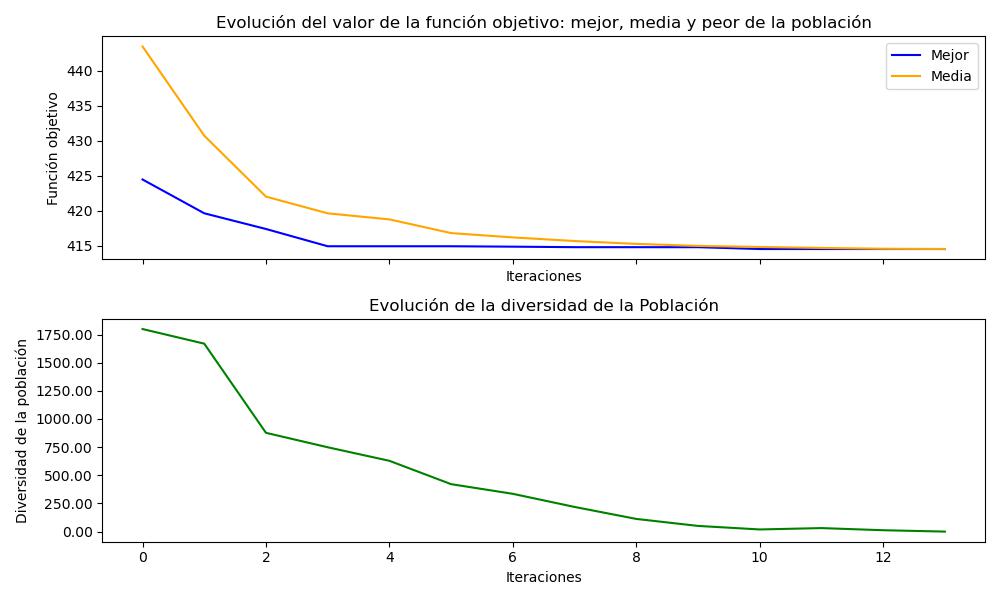 Evolución del valor de la función objetivo: mejor, media y peor de la población
Mejor
Media
Función objetivo
440
435
430
425
420
415
Iteraciones
Evolución de la diversidad de la Población
Diversidad de la población
1750.00
1500.00
1250.00
1000.00
750.00
500.00
250.00
0.00
0 2 4 6 8 10 12
Iteraciones